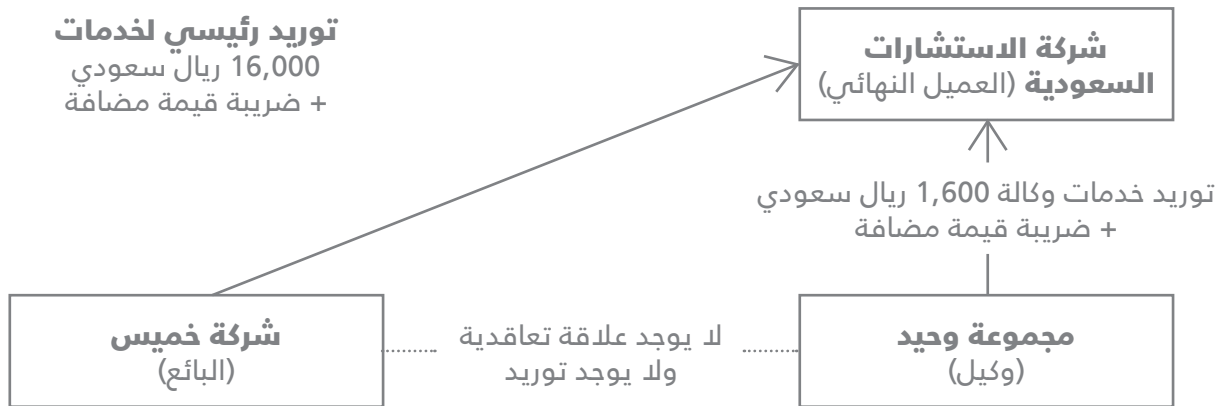 توريد رئيسي لخدمات
16,000 ريال سعودي
+ ضريبة قيمة مضافة
شركة الاستشارات
السعودية (العميل النهائي)
توريد خدمات وكالة 1,600 ريال سعودي
+ ضريبة قيمة مضافة
شركة خميس
(البائع)
لا يوجد علاقة تعاقدية
ولا يوجد توريد
مجموعة وحيد
(وكيل)